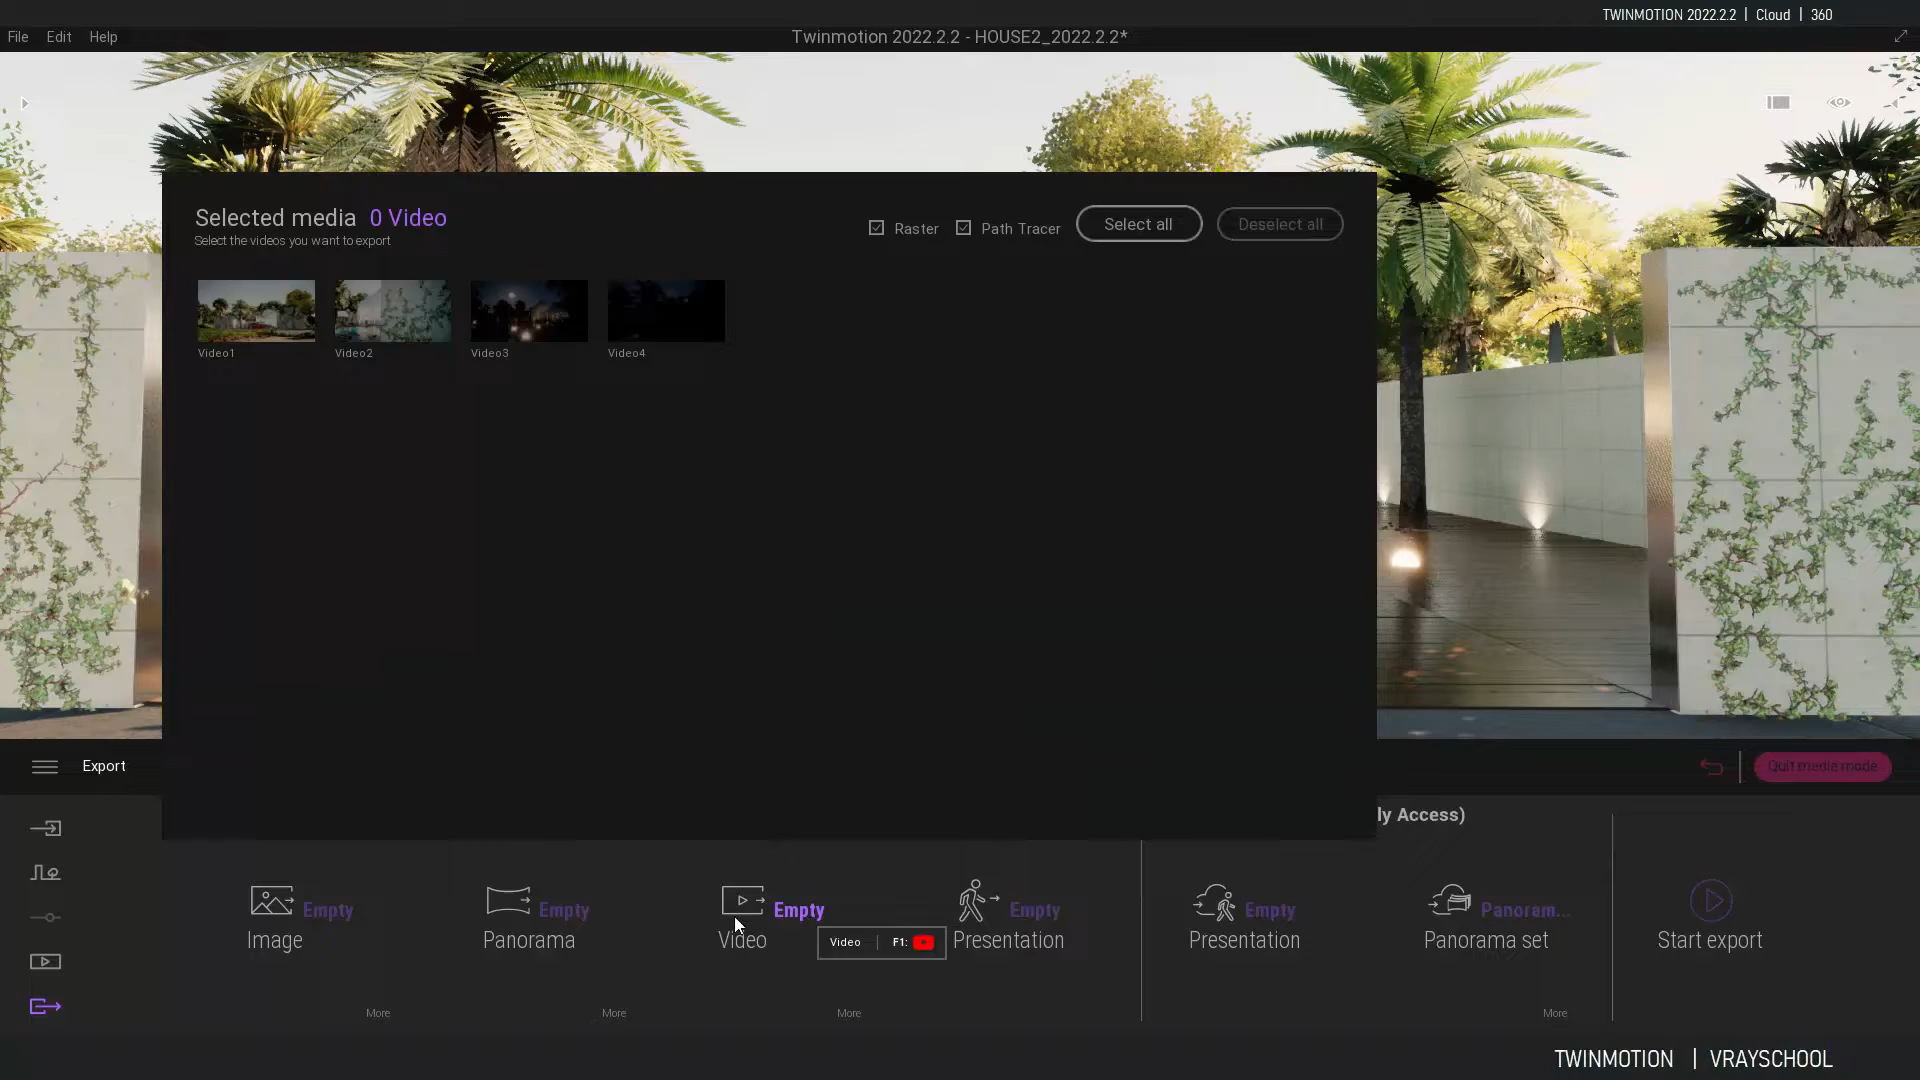 TWINMOTION 2022.2.2 | Cloud | 360
File Edit Help
Twinmotion 2022.2.2 - HOUSE2_2022.2.2*
Selected media 0 Video
Select the videos you want to export
Raster
Path Tracer
Select all
Deselect all
Video1
Video2
Video3
Video4
Export
Quit media mode
ly Access)
Empty
Image
More
Empty
Panorama
More
Empty
Video
More
Video | F1:
Empty
Presentation
Empty
Presentation
Panoram...
Panorama set
More
Start export
TWINMOTION | VRAYSCHOOL